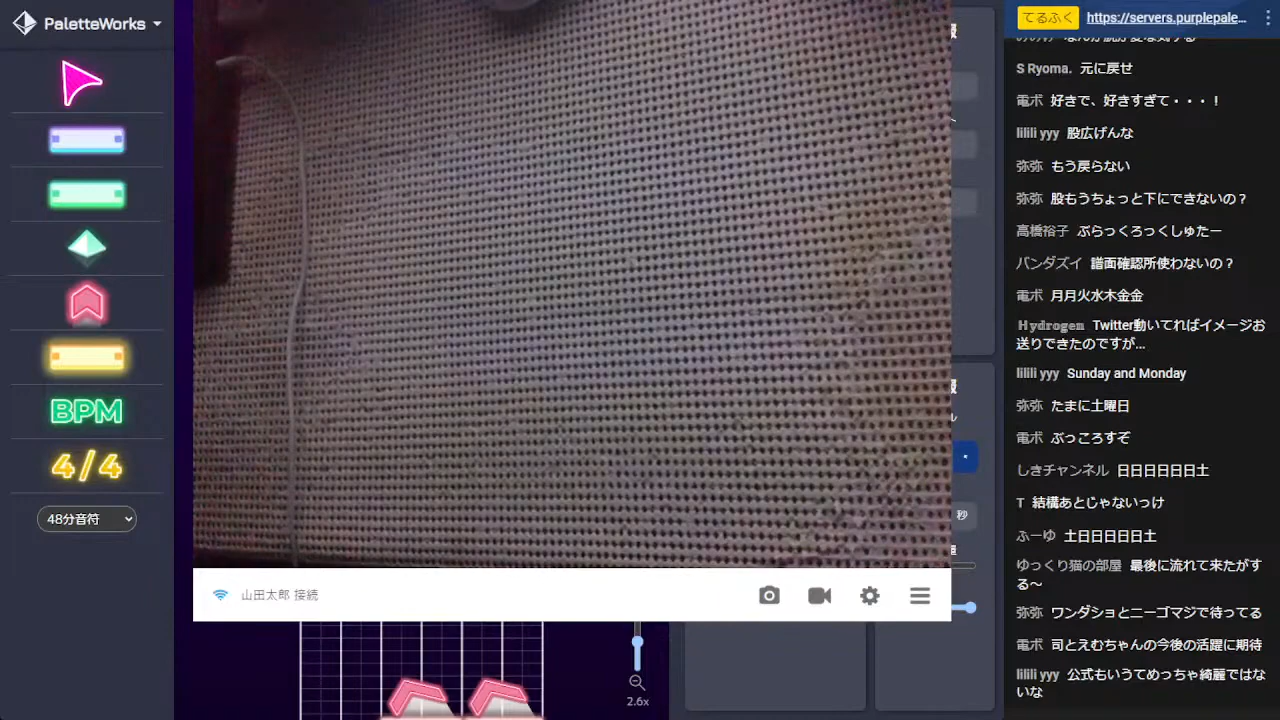 PaletteWorks
BPM
4/4
48分音符
山田太郎 接続
秒
2.6x
てるふく https://servers.purplepale...
S Ryoma. 元に戻せ
電ボ 好きで、好きすぎて・・・！
lilili yyy 股広げんな
弥弥 もう戻らない
弥弥 股もうちょっと下にできないの？
高橋裕子 ぶらっくろっくしゅたー
パンダズイ 譜面確認所使わないの？
電ボ 月月火水木金金
Hydrogen Twitter動いてればイメージお
送りできたのですが...
lilili yyy Sunday and Monday
弥弥 たまに土曜日
電ボ ぶっころすぞ
しきチャンネル 日日日日日日土
T 結構あとじゃないっけ
ふーゆ 土日日日日日土
ゆっくり猫の部屋 最後に流れて来たがす
る〜
弥弥 ワンダショとニーゴマジで待ってる
電ボ 司とえむちゃんの今後の活躍に期待
lilili yyy 公式もいうてめっちゃ綺麗ではな
いな